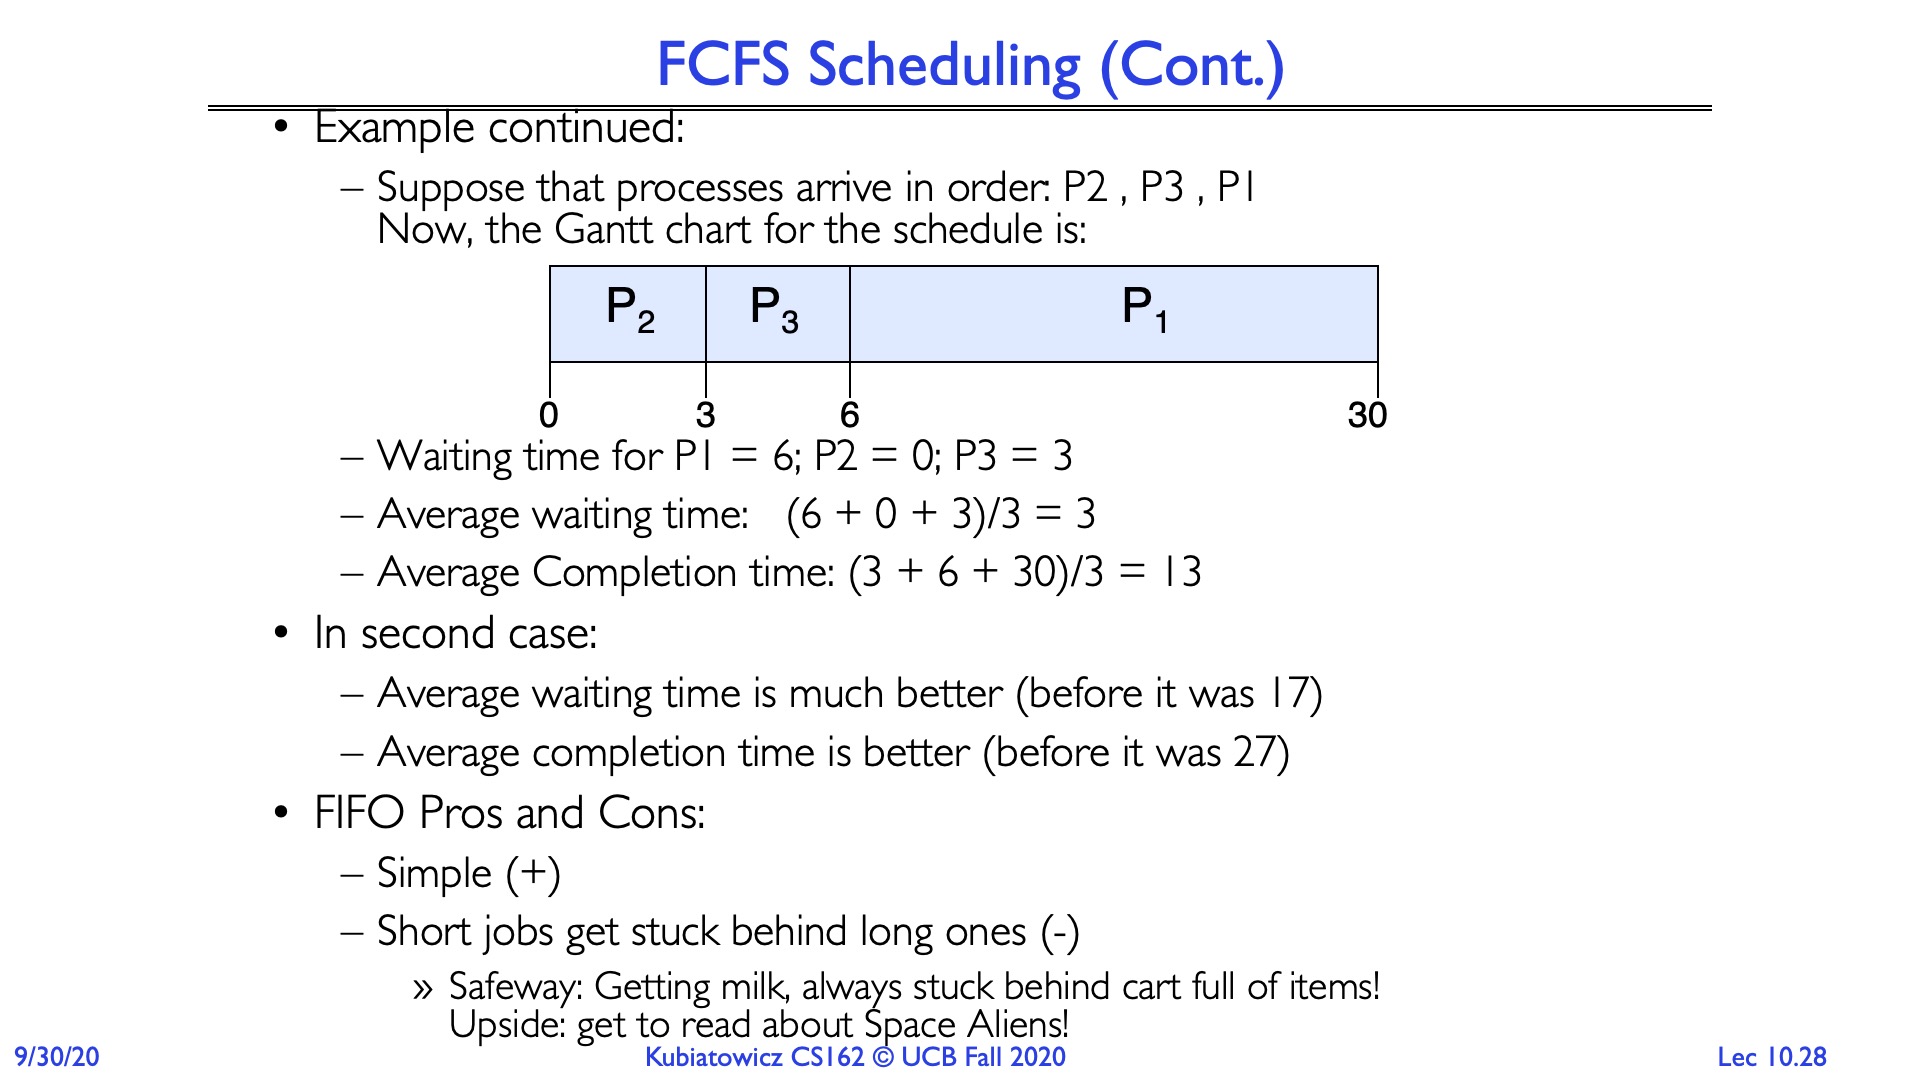 FCFS Scheduling (Cont.)
• Example continued:
– Suppose that processes arrive in order: P2 , P3 , P1
Now, the Gantt chart for the schedule is:
P2 P3 P1
0 3 6 30
– Waiting time for P1 = 6; P2 = 0; P3 = 3
– Average waiting time: (6 + 0 + 3)/3 = 3
– Average Completion time: (3 + 6 + 30)/3 = 13
• In second case:
– Average waiting time is much better (before it was 17)
– Average completion time is better (before it was 27)
• FIFO Pros and Cons:
– Simple (+)
– Short jobs get stuck behind long ones (-)
» Safeway: Getting milk, always stuck behind cart full of items!
Upside: get to read about Space Aliens!
9/30/20 Kubiatowicz CS162 © UCB Fall 2020 Lec 10.28